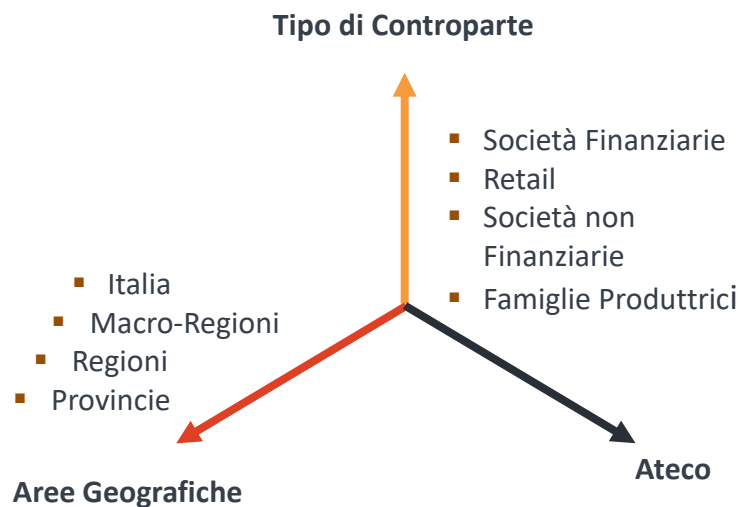 Tipo di Controparte
▪ Società Finanziarie
▪ Retail
▪ Società non
Finanziarie
▪ Famiglie Produttrici
▪ Italia
▪ Macro-Regioni
▪ Regioni
▪ Provincie
Ateco
Aree Geografiche